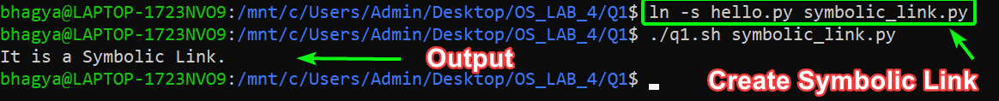 bhagya@LAPTOP-1723NVO9:/mnt/c/Users/Admin/Desktop/OS_LAB_4/Q1$ ln -s hello.py symbolic_link.py
bhagya@LAPTOP-1723NVO9:/mnt/c/Users/Admin/Desktop/OS_LAB_4/Q1$ ./q1.sh symbolic_link.py
It is a Symbolic Link.
Output
bhagya@LAPTOP-1723NVO9:/mnt/c/Users/Admin/Desktop/OS_LAB_4/Q1$
Create Symbolic Link